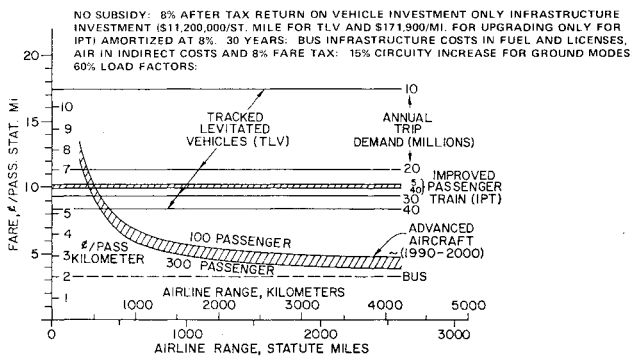 NO SUBSIDY: 8% AFTER TAX RETURN ON VEHICLE INVESTMENT ONLY INFRASTRUCTURE
INVESTMENT ($11,200,000/ST. MILE FOR TLV AND $171,900/MI. FOR UPGRADING ONLY FOR
IPT) AMORTIZED AT 8%. 30 YEARS: BUS INFRASTRUCTURE COSTS IN FUEL AND LICENSES,
AIR IN INDIRECT COSTS AND 8% FARE TAX: 15% CIRCUITY INCREASE FOR GROUND MODES
60% LOAD FACTORS:
FARE, ¢/PASS. STAT. MI
20
15
10
5
0
10
9
8
7
5
4
3
2
1
¢/PASS
KILOMETER
TRACKED
LEVITATED
VEHICLES (TLV)
10
ANNUAL
TRIP
DEMAND (MILLIONS)
20
5
40
IMPROVED
PASSENGER
TRAIN (IPT)
30
40
100 PASSENGER
300 PASSENGER
ADVANCED
AIRCRAFT
~(1990-2000)
BUS
AIRLINE RANGE, KILOMETERS
1000 2000 3000 4000 5000
0 1000 2000 3000
AIRLINE RANGE, STATUTE MILES